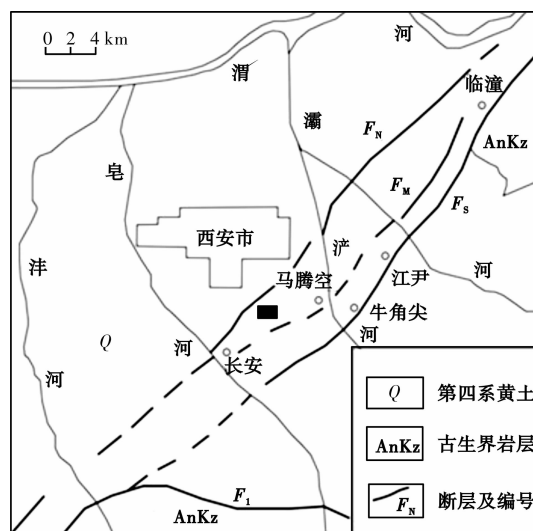 0 2 4 km
河
渭
临潼
灞
F_N
AnKz
皂
F_M
F_S
沣
西安市
浐
马腾空
江尹
河
牛角尖
Q
河
河
长安
河
Q 第四系黄土
AnKz 古生界岩层
F_N 断层及编号
F_1
AnKz